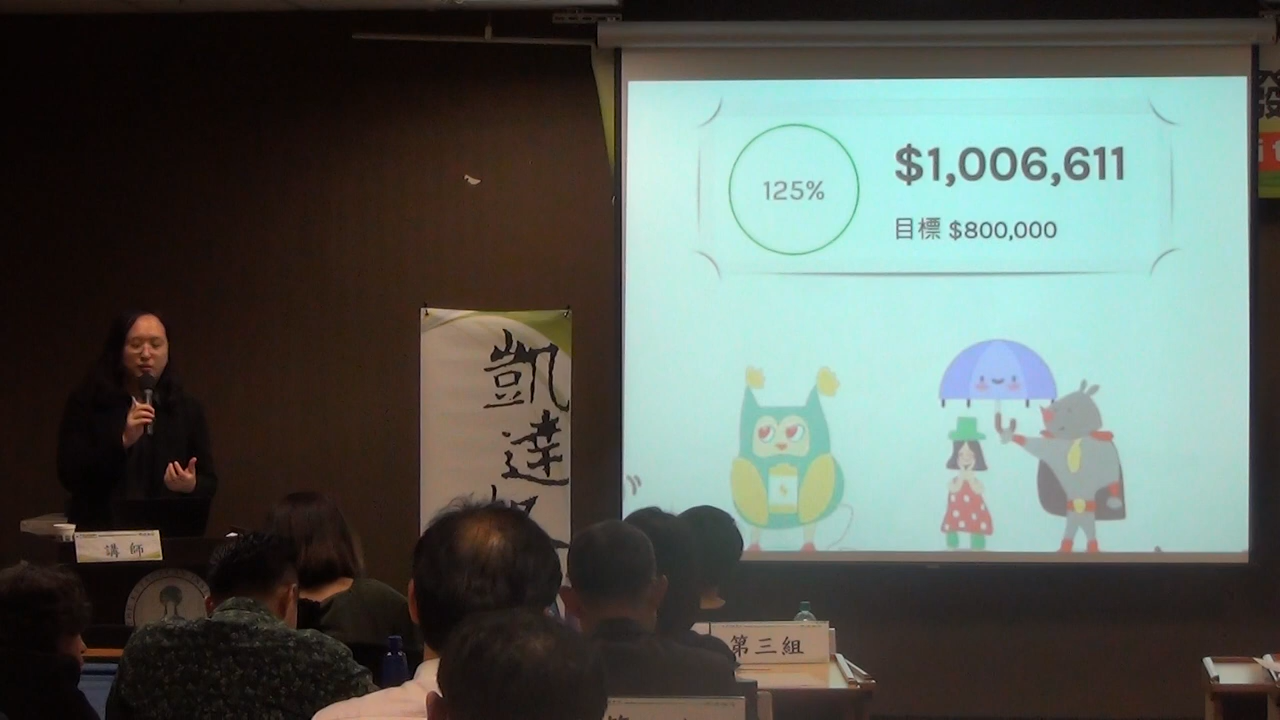 125%
$1,006,611
目標 $800,000
凱
達
講師
第三組